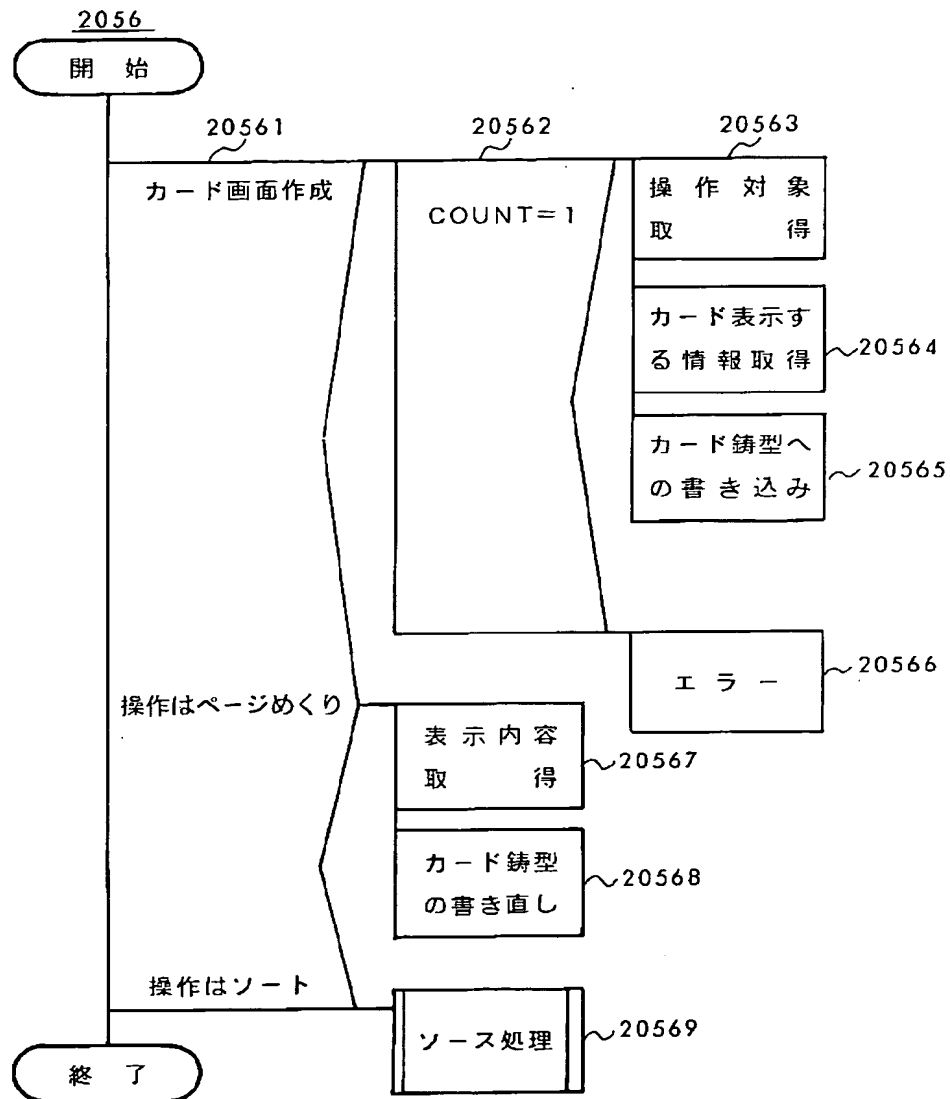 2056
開始
20561
20562
20563
カード画面作成
COUNT=1
操作対象
取得
カード表示す
る情報取得
20564
カード鋳型へ
の書き込み
20565
エラー
20566
操作はページめくり
表示内容
取得
20567
カード鋳型
の書き直し
20568
操作はソート
ソース処理
20569
終了